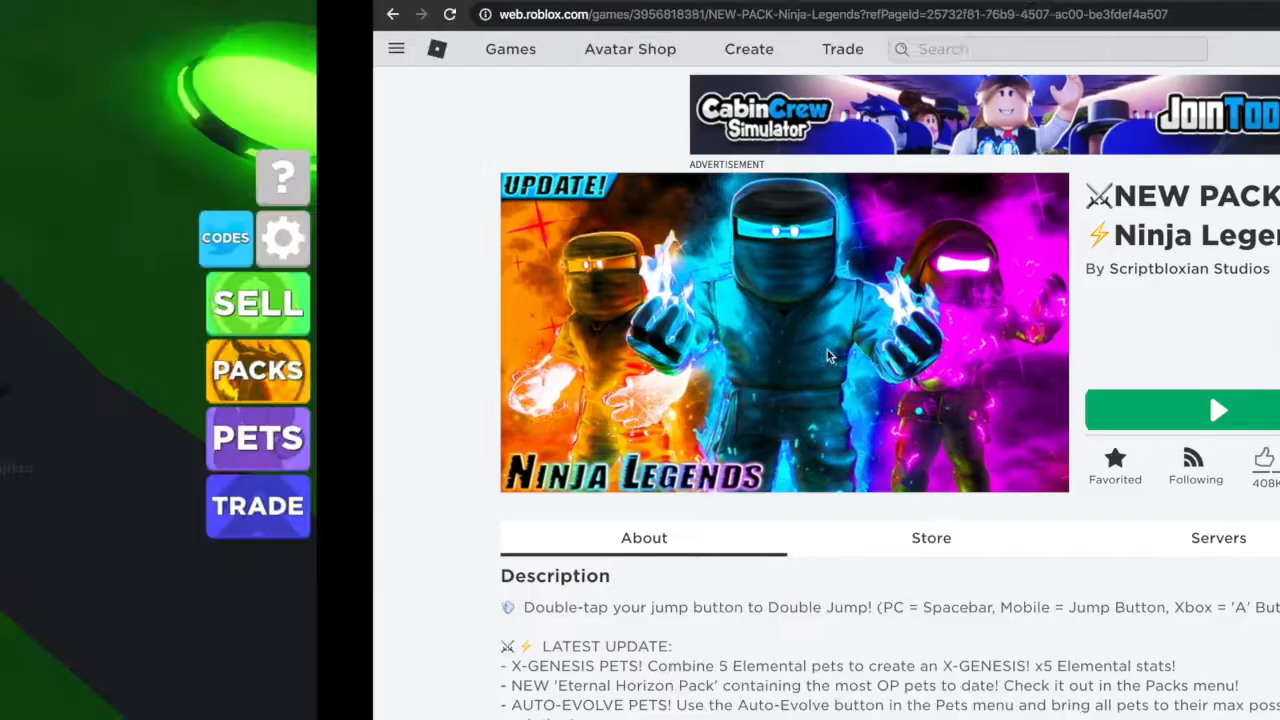 ?
CODES
SELL
PACKS
PETS
TRADE
web.roblox.com/games/3956818381/NEW-PACK-Ninja-Legends?refPageId=25732f81-76b9-4507-ac00-be3fdef4a507
Games Avatar Shop Create Trade Search
CabinCrew
Simulator
JoinTod
ADVERTISEMENT
UPDATE!
NINJA LEGENDS
⚔NEW PACK
⚡Ninja Leger
By Scriptbloxian Studios
Favorited Following 408K
About Store Servers
Description
💨 Double-tap your jump button to Double Jump! (PC = Spacebar, Mobile = Jump Button, Xbox = 'A' But
⚔⚡ LATEST UPDATE:
- X-GENESIS PETS! Combine 5 Elemental pets to create an X-GENESIS! x5 Elemental stats!
- NEW 'Eternal Horizon Pack' containing the most OP pets to date! Check it out in the Packs menu!
- AUTO-EVOLVE PETS! Use the Auto-Evolve button in the Pets menu and bring all pets to their max poss